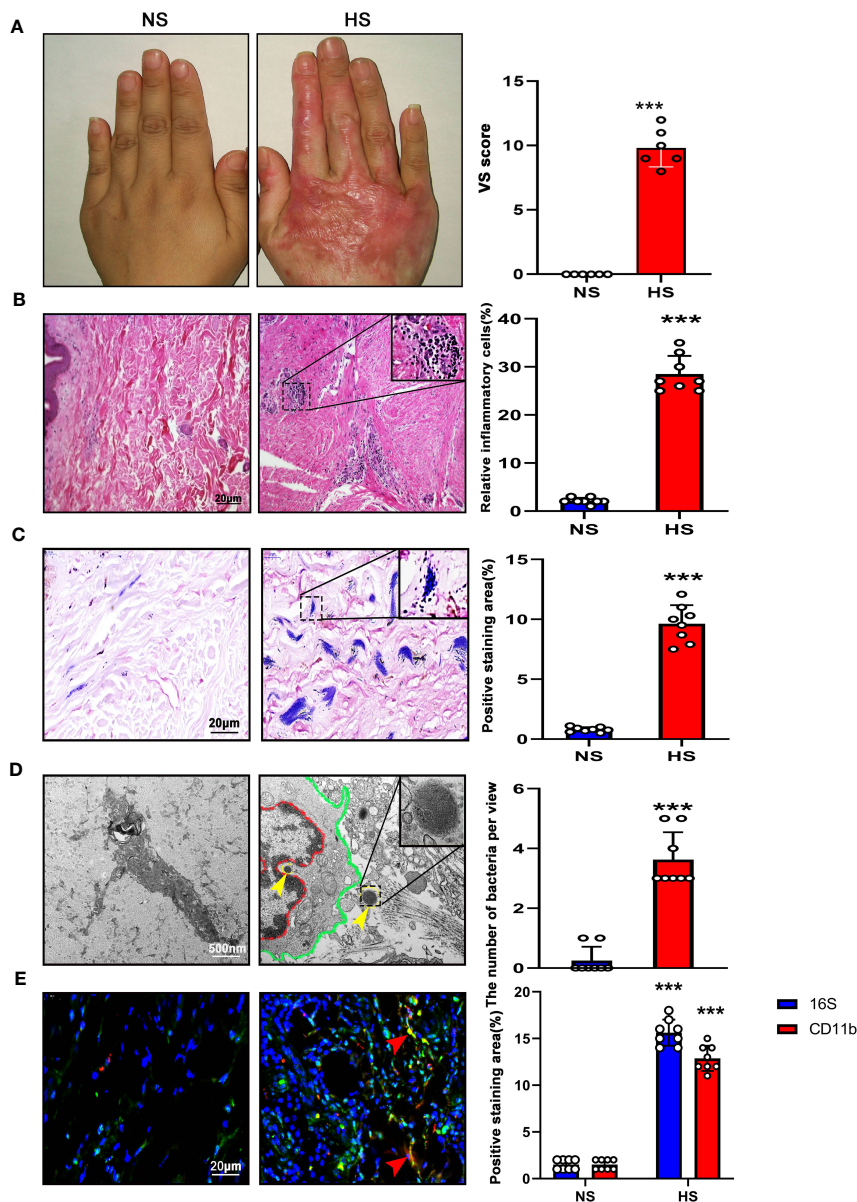 A
NS
HS
VS score
15
10
5
0
***
NS
HS
B
20μm
Relative inflammatory cells(%)
40
30
20
10
0
***
NS
HS
C
20μm
Positive staining area(%)
15
10
5
0
***
NS
HS
D
500nm
The number of bacteria per view
6
4
2
0
***
E
20μm
Positive staining area(%)
20
15
10
5
0
***
***
NS
HS
16S
CD11b